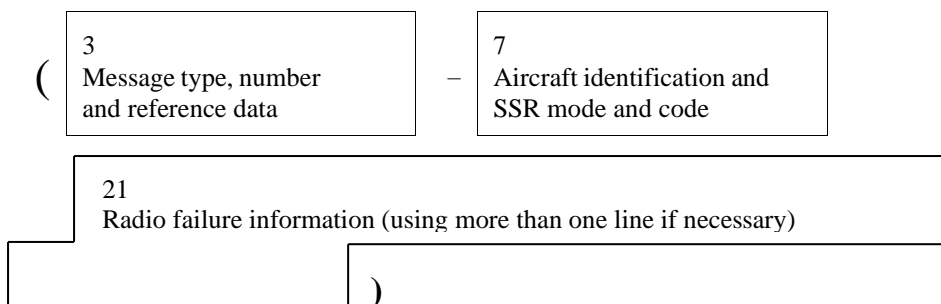 3
Message type, number
and reference data
(
–
7
Aircraft identification and
SSR mode and code
21
Radio failure information (using more than one line if necessary)
)